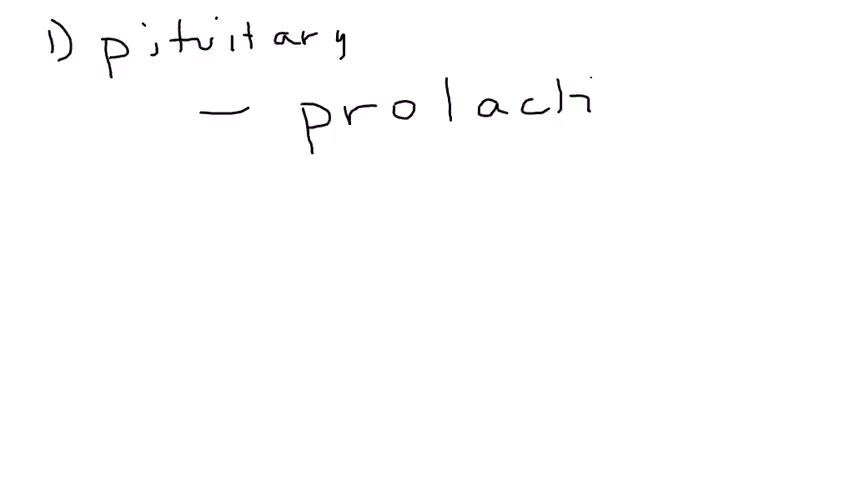 1) pituitary
— prolacti